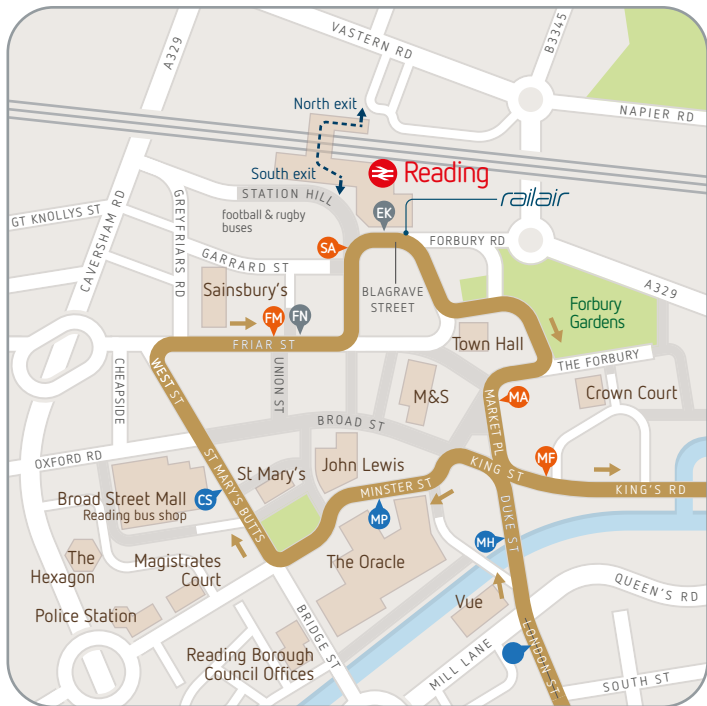 VASTERN RD
B3345
A329
NAPIER RD
North exit
South exit
Reading
STATION HILL
railair
EK
football & rugby
buses
GT KNOLLYS ST
CAVERSHAM RD
GREYFRIARS RD
SA
FORBURY RD
GARRARD ST
A329
Sainsbury's
BLAGRAVE
STREET
Forbury
Gardens
FM
FN
FRIAR ST
Town Hall
THE FORBURY
CHEAPSIDE
WEST ST
UNION ST
M&S
MARKET PL
MA
Crown Court
BROAD ST
OXFORD RD
ST MARY'S BUTTS
St Mary's
John Lewis
KING ST
MF
KING'S RD
Broad Street Mall
Reading bus shop
CS
MINSTER ST
MP
DUKE ST
MH
The
Hexagon
Magistrates
Court
The Oracle
QUEEN'S RD
Police Station
Vue
BRIDGE ST
Reading Borough
Council Offices
MILL LANE
LONDON ST
SOUTH ST